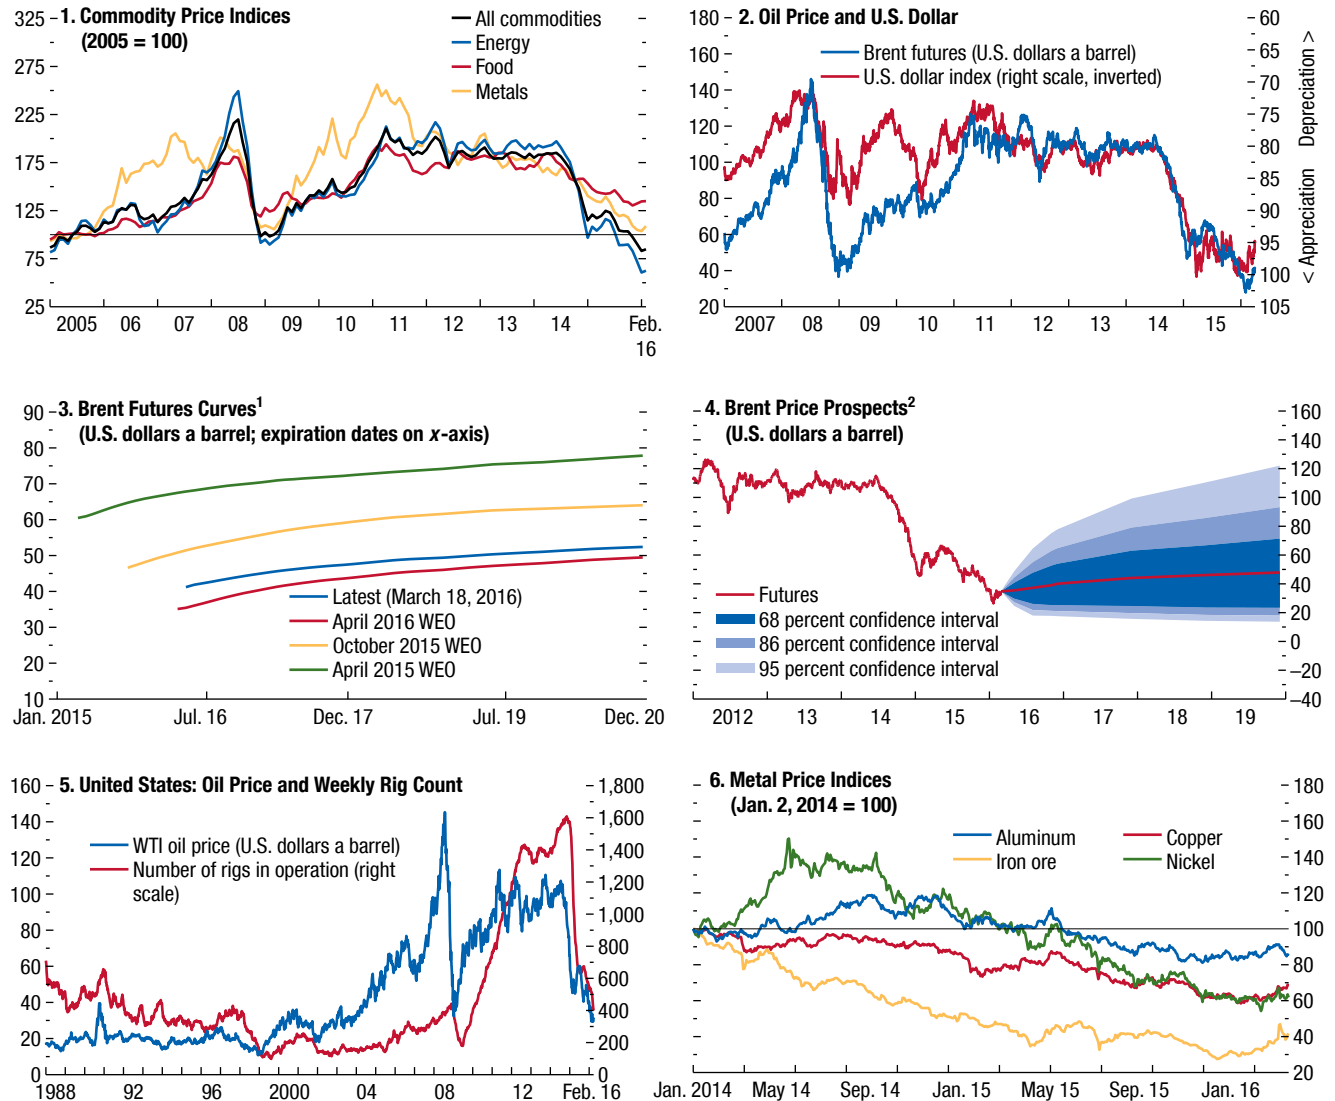 1. Commodity Price Indices
(2005 = 100)
325
275
225
175
125
75
25
All commodities
Energy
Food
Metals
2005 06 07 08 09 10 11 12 13 14 Feb.
16
2. Oil Price and U.S. Dollar
180
160
140
120
100
80
60
40
20
Brent futures (U.S. dollars a barrel)
U.S. dollar index (right scale, inverted)
60
65
70
75
80
85
90
95
100
105
< Appreciation Depreciation >
2007 08 09 10 11 12 13 14 15
3. Brent Futures Curves1
(U.S. dollars a barrel; expiration dates on x-axis)
90
80
70
60
50
40
30
20
10
Latest (March 18, 2016)
April 2016 WEO
October 2015 WEO
April 2015 WEO
Jan. 2015 Jul. 16 Dec. 17 Jul. 19 Dec. 20
4. Brent Price Prospects2
(U.S. dollars a barrel)
160
140
120
100
80
60
40
20
0
–20
–40
Futures
68 percent confidence interval
86 percent confidence interval
95 percent confidence interval
2012 13 14 15 16 17 18 19
5. United States: Oil Price and Weekly Rig Count
160
140
120
100
80
60
40
20
0
WTI oil price (U.S. dollars a barrel)
Number of rigs in operation (right
scale)
1,800
1,600
1,400
1,200
1,000
800
600
400
200
0
1988 92 96 2000 04 08 12 Feb. 16
6. Metal Price Indices
(Jan. 2, 2014 = 100)
Aluminum Copper
Iron ore Nickel
180
160
140
120
100
80
60
40
20
Jan. 2014 May 14 Sep. 14 Jan. 15 May 15 Sep. 15 Jan. 16